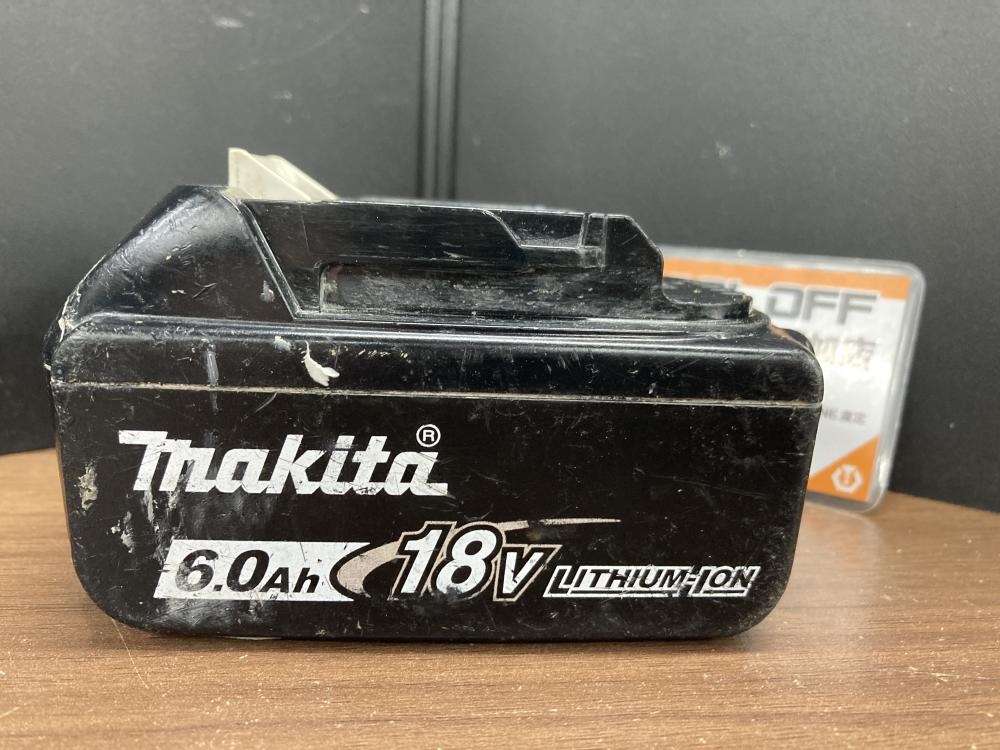 makita®
6.0Ah 18V LITHIUM-ION
OFF